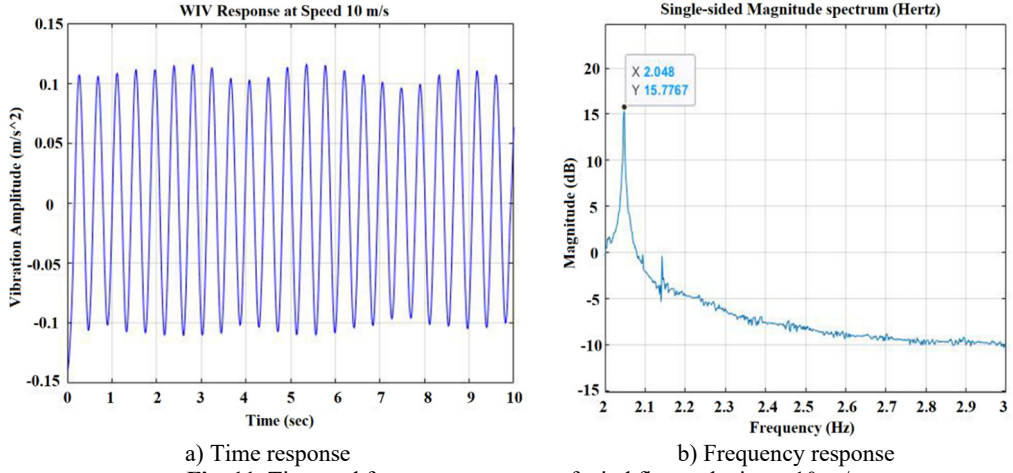 WIV Response at Speed 10 m/s
0.15
0.1
0.05
0
-0.05
-0.1
-0.15
Vibration Amplitude (m/s^2)
0 1 2 3 4 5 6 7 8 9 10
Time (sec)
a) Time response
Single-sided Magnitude spectrum (Hertz)
X 2.048
Y 15.7767
20
15
10
5
0
-5
-10
-15
Magnitude (dB)
2 2.1 2.2 2.3 2.4 2.5 2.6 2.7 2.8 2.9 3
Frequency (Hz)
b) Frequency response